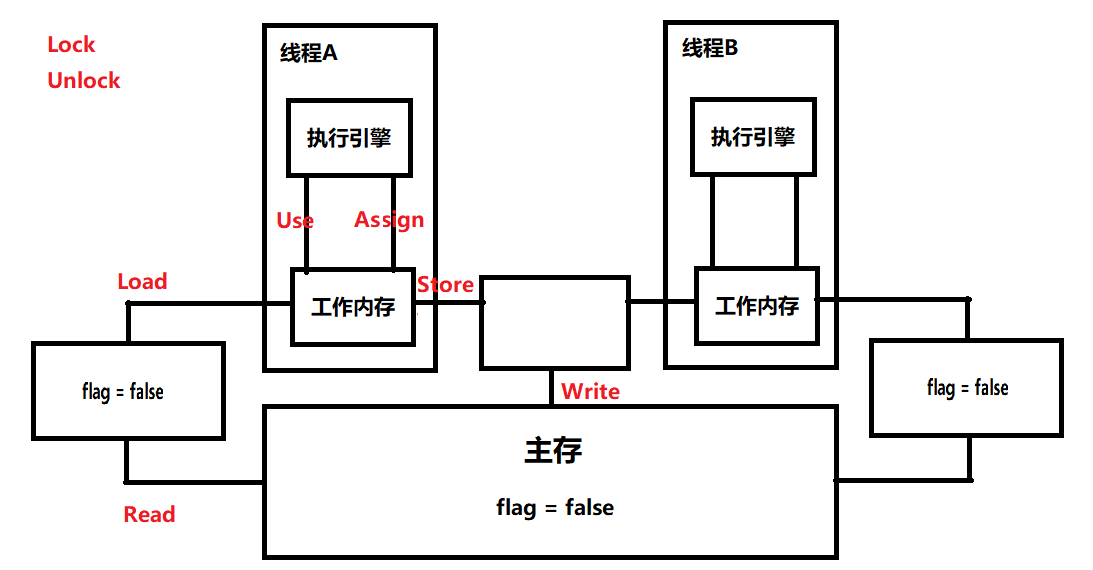 Lock
Unlock
线程A
执行引擎
Use
Assign
Load
工作内存
Store
flag = false
Read
线程B
执行引擎
工作内存
flag = false
Write
主存
flag = false